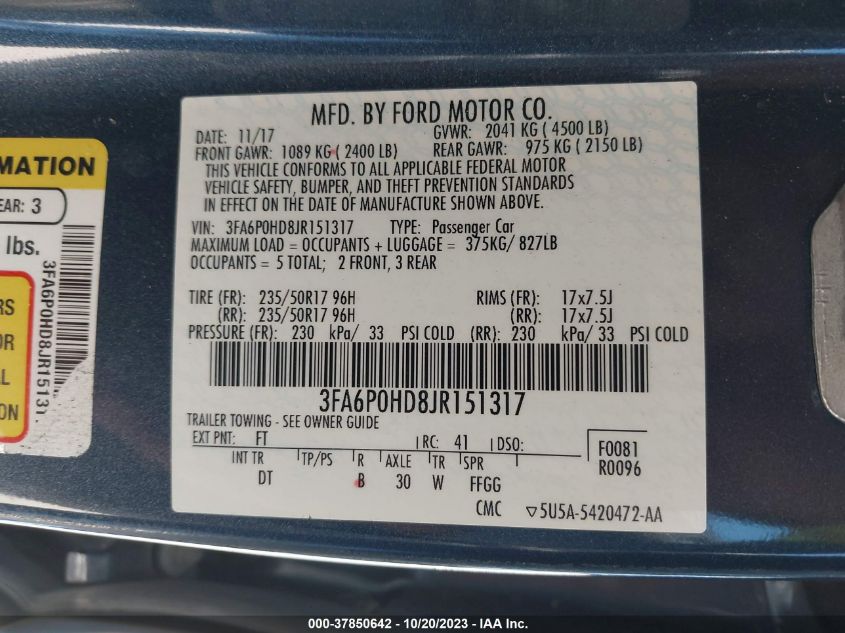 MFD. BY FORD MOTOR CO.
DATE: 11/17 GVWR: 2041 KG ( 4500 LB)
FRONT GAWR: 1089 KG ( 2400 LB) REAR GAWR: 975 KG ( 2150 LB)
THIS VEHICLE CONFORMS TO ALL APPLICABLE FEDERAL MOTOR
VEHICLE SAFETY, BUMPER, AND THEFT PREVENTION STANDARDS
IN EFFECT ON THE DATE OF MANUFACTURE SHOWN ABOVE.
VIN: 3FA6P0HD8JR151317 TYPE: Passenger Car
MAXIMUM LOAD = OCCUPANTS + LUGGAGE = 375KG/ 827LB
OCCUPANTS = 5 TOTAL; 2 FRONT, 3 REAR
TIRE (FR): 235/50R17 96H RIMS (FR): 17x7.5J
(RR): 235/50R17 96H (RR): 17x7.5J
PRESSURE (FR): 230 kPa/ 33 PSI COLD (RR): 230 kPa/ 33 PSI COLD
3FA6P0HD8JR151317
TRAILER TOWING - SEE OWNER GUIDE
EXT PNT: FT RC: 41 DSO: F0081
R0096
INT TR TP/PS R AXLE TR SPR
DT B 30 W FFGG
CMC ▽5U5A-5420472-AA
MATION
EAR: 3
lbs.
3FA6P0HD8JR15131
RS
OR
AL
ON
000-37850642 - 10/20/2023 - IAA Inc.